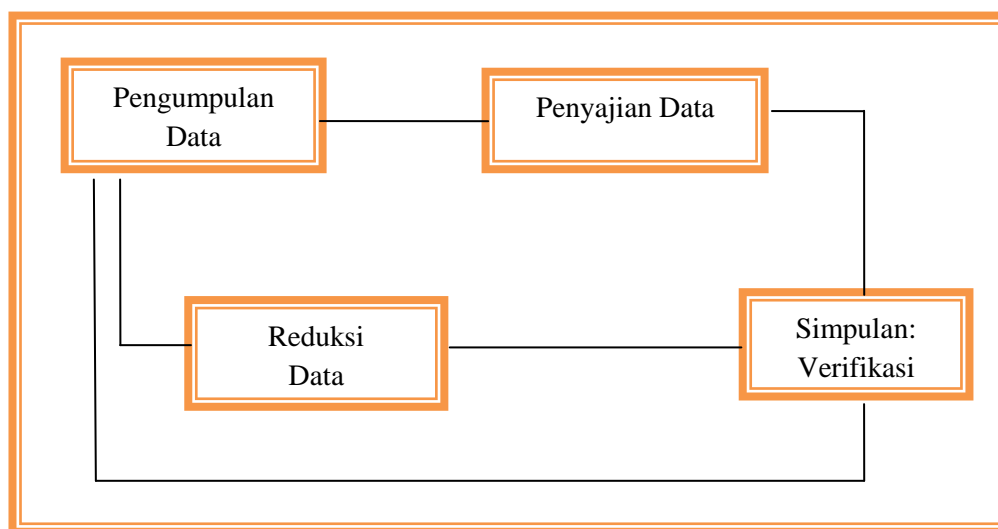 Pengumpulan
Data
Penyajian Data
Reduksi
Data
Simpulan:
Verifikasi